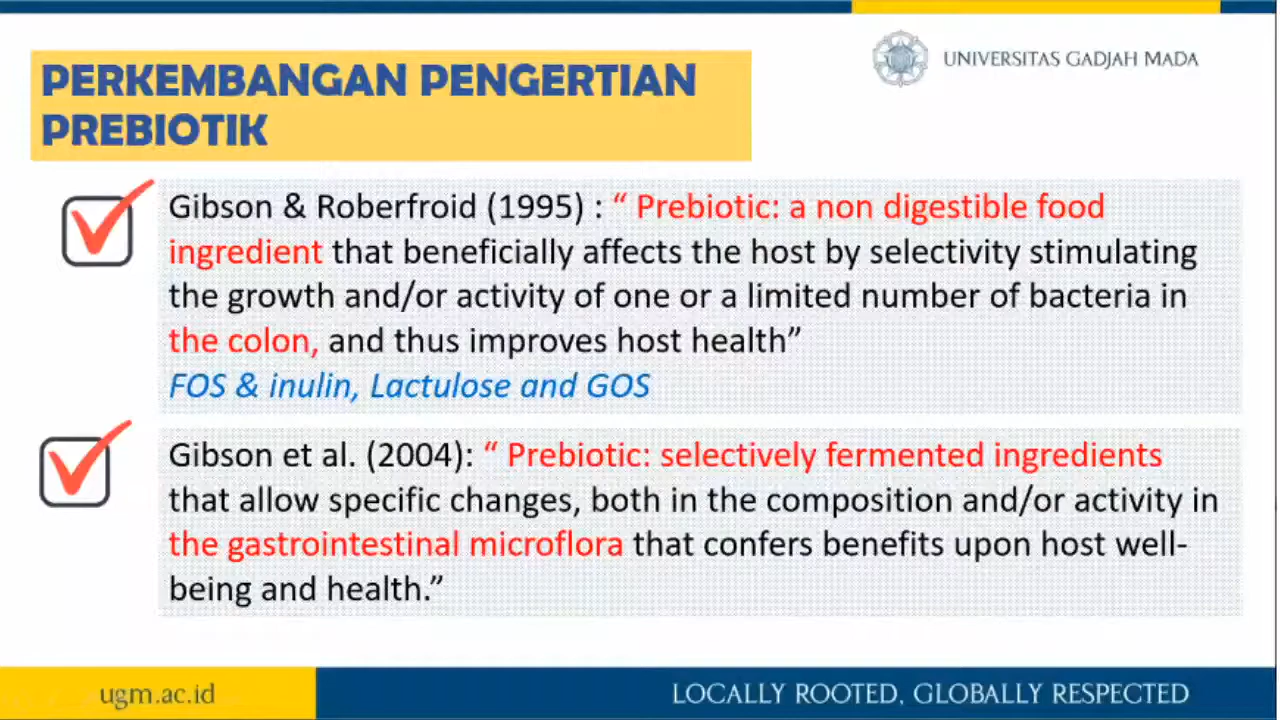 UNIVERSITAS GADJAH MADA
PERKEMBANGAN PENGERTIAN
PREBIOTIK
Gibson & Roberfroid (1995) : “ Prebiotic: a non digestible food
ingredient that beneficially affects the host by selectivity stimulating
the growth and/or activity of one or a limited number of bacteria in
the colon, and thus improves host health”
FOS & inulin, Lactulose and GOS
Gibson et al. (2004): “ Prebiotic: selectively fermented ingredients
that allow specific changes, both in the composition and/or activity in
the gastrointestinal microflora that confers benefits upon host well-
being and health.”
ugm.ac.id
LOCALLY ROOTED, GLOBALLY RESPECTED